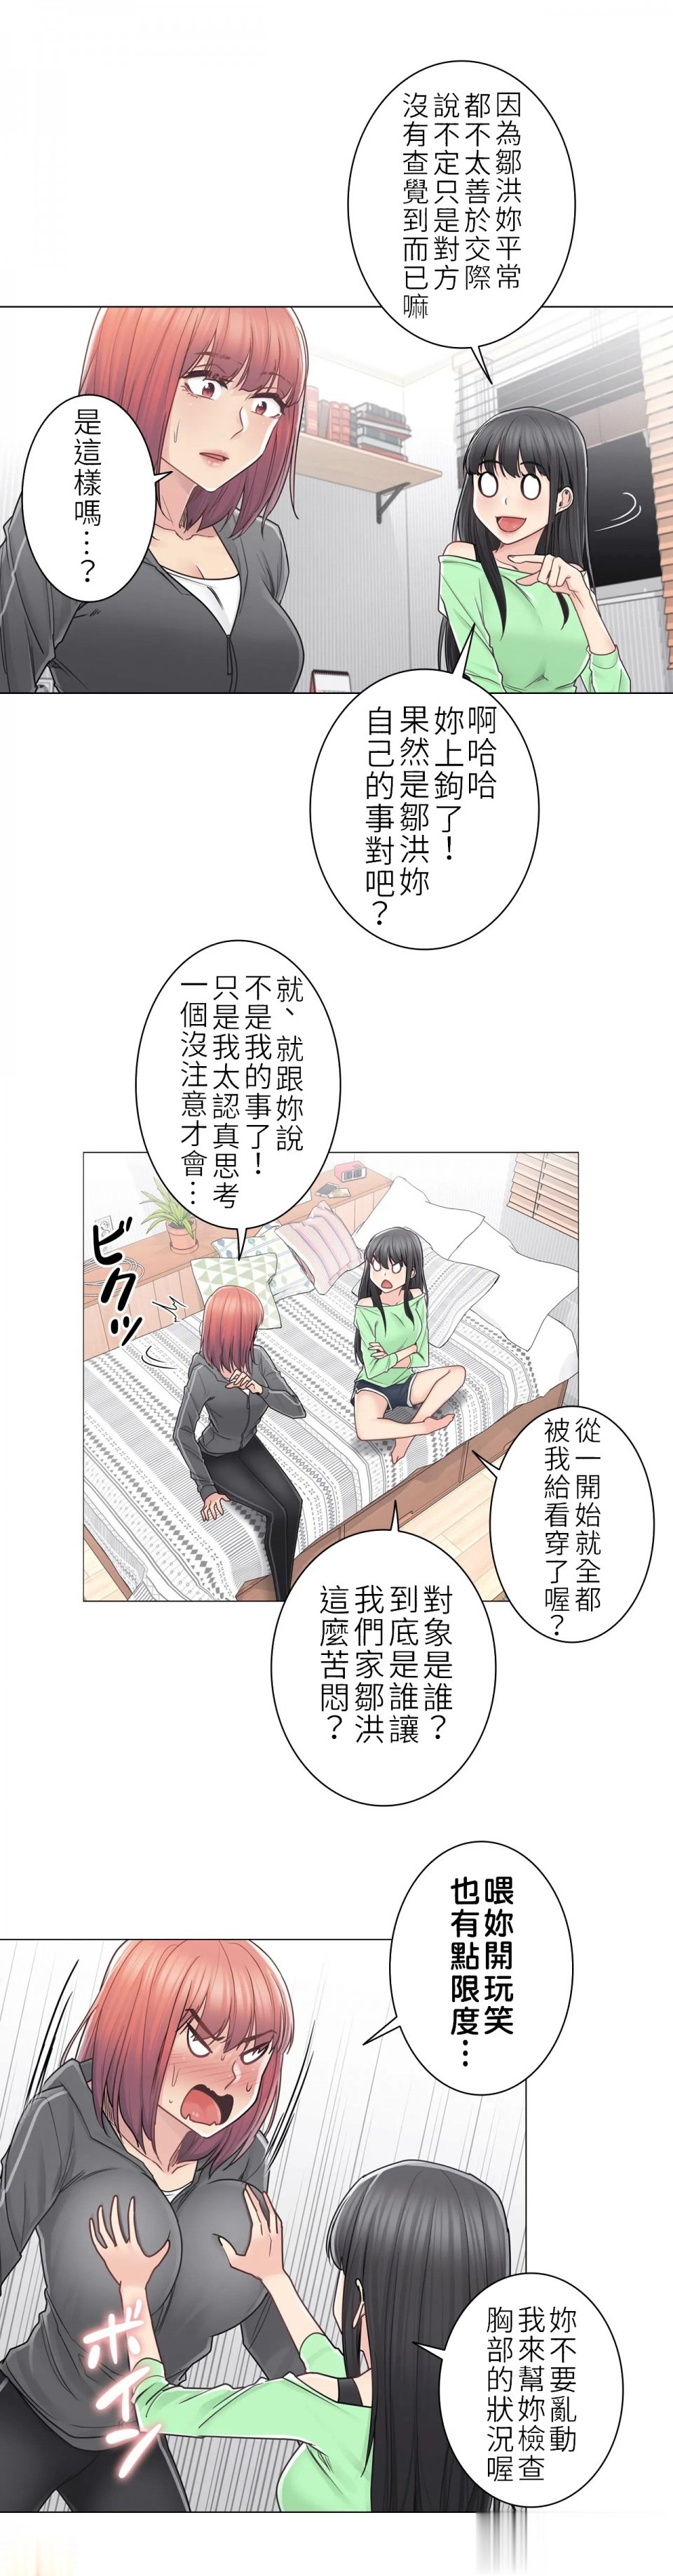 因為鄒洪妳平常
都不太善於交際
說不定只是對方
沒有查覺到而已嘛
是這樣嗎…？
啊哈哈
妳上鉤了！
果然是鄒洪妳
自己的事對吧？
就、就跟妳說
不是我的事了！
只是我太認真思考
一個沒注意才會…
ビクッ
從一開始就全都
被我給看穿了喔？
對象是誰？
到底是誰讓
我們家鄒洪
這麼苦悶？
喂妳開玩笑
也有點限度…
ボイン
妳不要亂動
我來幫妳檢查
胸部的狀況喔